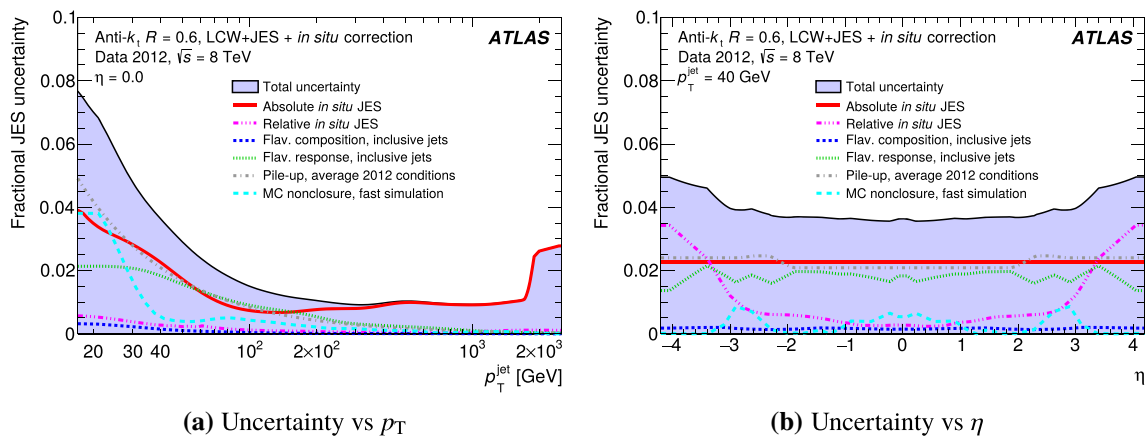 Anti-kt R = 0.6, LCW+JES + in situ correction
ATLAS
Data 2012, √s = 8 TeV
η = 0.0
Total uncertainty
Absolute in situ JES
Relative in situ JES
Flav. composition, inclusive jets
Flav. response, inclusive jets
Pile-up, average 2012 conditions
MC nonclosure, fast simulation
Fractional JES uncertainty
0.1
0.08
0.06
0.04
0.02
0
20 30 40 10² 2×10² 10³ 2×10³
pTjet [GeV]
(a) Uncertainty vs pT
Anti-kt R = 0.6, LCW+JES + in situ correction
ATLAS
Data 2012, √s = 8 TeV
pTjet = 40 GeV
Total uncertainty
Absolute in situ JES
Relative in situ JES
Flav. composition, inclusive jets
Flav. response, inclusive jets
Pile-up, average 2012 conditions
MC nonclosure, fast simulation
Fractional JES uncertainty
0.1
0.08
0.06
0.04
0.02
0
−4 −3 −2 −1 0 1 2 3 4
η
(b) Uncertainty vs η